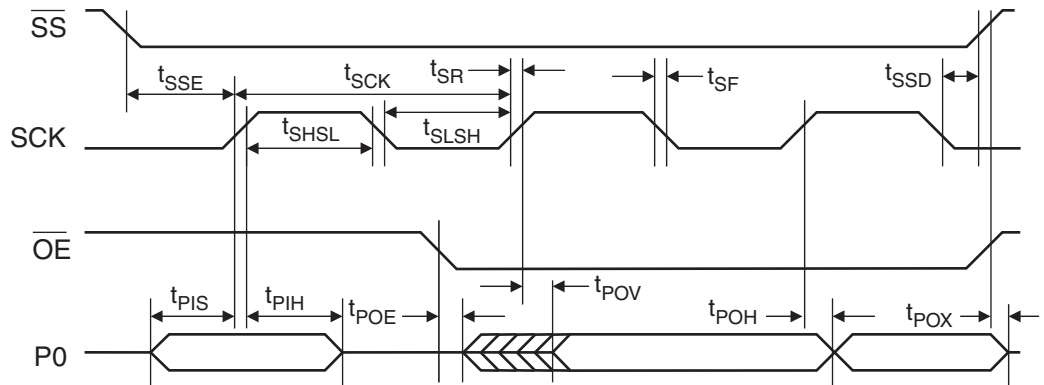 SS
tSSE
tSCK
tSR
tSF
tSSD
SCK
tSHSL
tSLSH
OE
tPIS
tPIH
tPOE
tPOV
tPOH
tPOX
P0